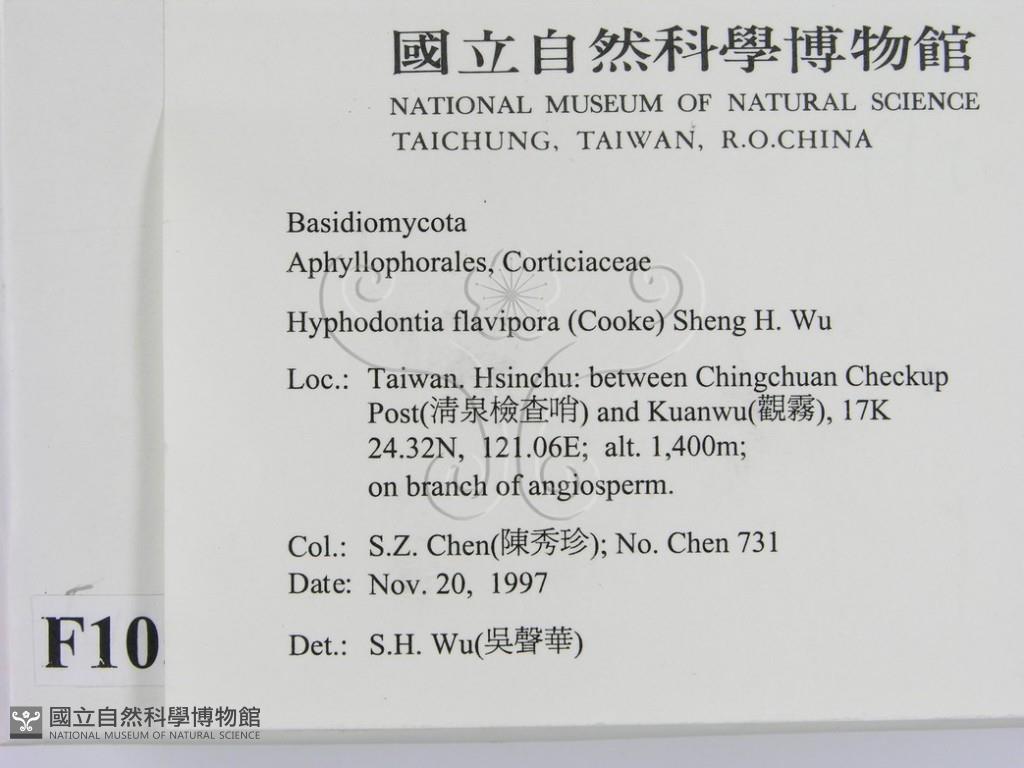 國立自然科學博物館
NATIONAL MUSEUM OF NATURAL SCIENCE
TAICHUNG, TAIWAN, R.O.CHINA
Basidiomycota
Aphyllophorales, Corticiaceae
Hyphodontia flavipora (Cooke) Sheng H. Wu
Loc.: Taiwan. Hsinchu: between Chingchuan Checkup
Post(清泉檢查哨) and Kuanwu(觀霧), 17K
24.32N, 121.06E; alt. 1,400m;
on branch of angiosperm.
Col.: S.Z. Chen(陳秀珍); No. Chen 731
Date: Nov. 20, 1997
Det.: S.H. Wu(吳聲華)
F10
國立自然科學博物館
NATIONAL MUSEUM OF NATURAL SCIENCE